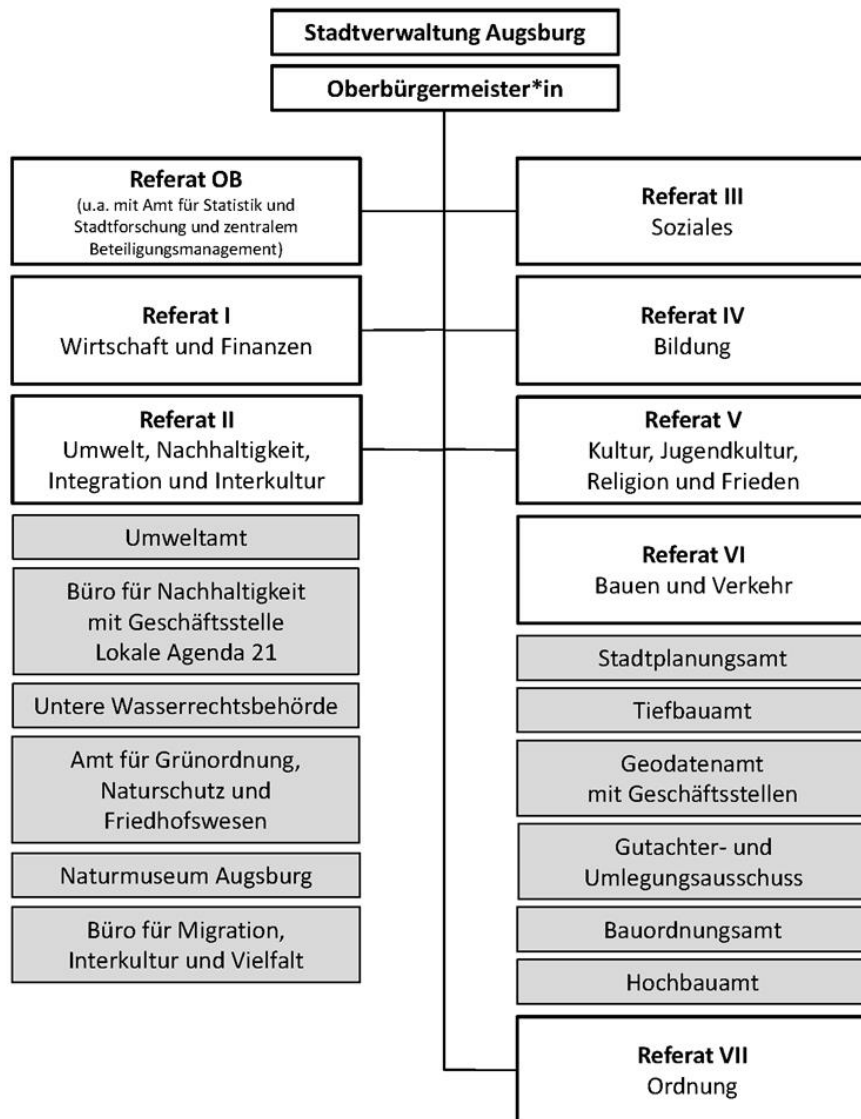 Stadtverwaltung Augsburg
Oberbürgermeister*in
Referat OB
(u.a. mit Amt für Statistik und
Stadtforschung und zentralem
Beteiligungsmanagement)
Referat I
Wirtschaft und Finanzen
Referat II
Umwelt, Nachhaltigkeit,
Integration und Interkultur
Umweltamt
Büro für Nachhaltigkeit
mit Geschäftsstelle
Lokale Agenda 21
Untere Wasserrechtsbehörde
Amt für Grünordnung,
Naturschutz und
Friedhofswesen
Naturmuseum Augsburg
Büro für Migration,
Interkultur und Vielfalt
Referat III
Soziales
Referat IV
Bildung
Referat V
Kultur, Jugendkultur,
Religion und Frieden
Referat VI
Bauen und Verkehr
Stadtplanungsamt
Tiefbauamt
Geodatenamt
mit Geschäftsstellen
Gutachter- und
Umlegungsausschuss
Bauordnungsamt
Hochbauamt
Referat VII
Ordnung